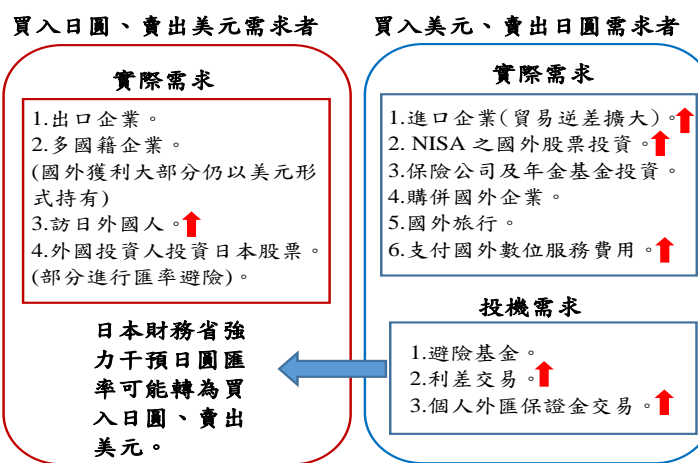 買入日圓、賣出美元需求者
實際需求
1.出口企業。
2.多國籍企業。
(國外獲利大部分仍以美元形
式持有)
3.訪日外國人。
4.外國投資人投資日本股票。
(部分進行匯率避險)。
日本財務省強
力干預日圓匯
率可能轉為買
入日圓、賣出
美元。
買入美元、賣出日圓需求者
實際需求
1.進口企業(貿易逆差擴大)。
2. NISA 之國外股票投資。
3.保險公司及年金基金投資。
4.購併國外企業。
5.國外旅行。
6.支付國外數位服務費用。
投機需求
1.避險基金。
2.利差交易。
3.個人外匯保證金交易。